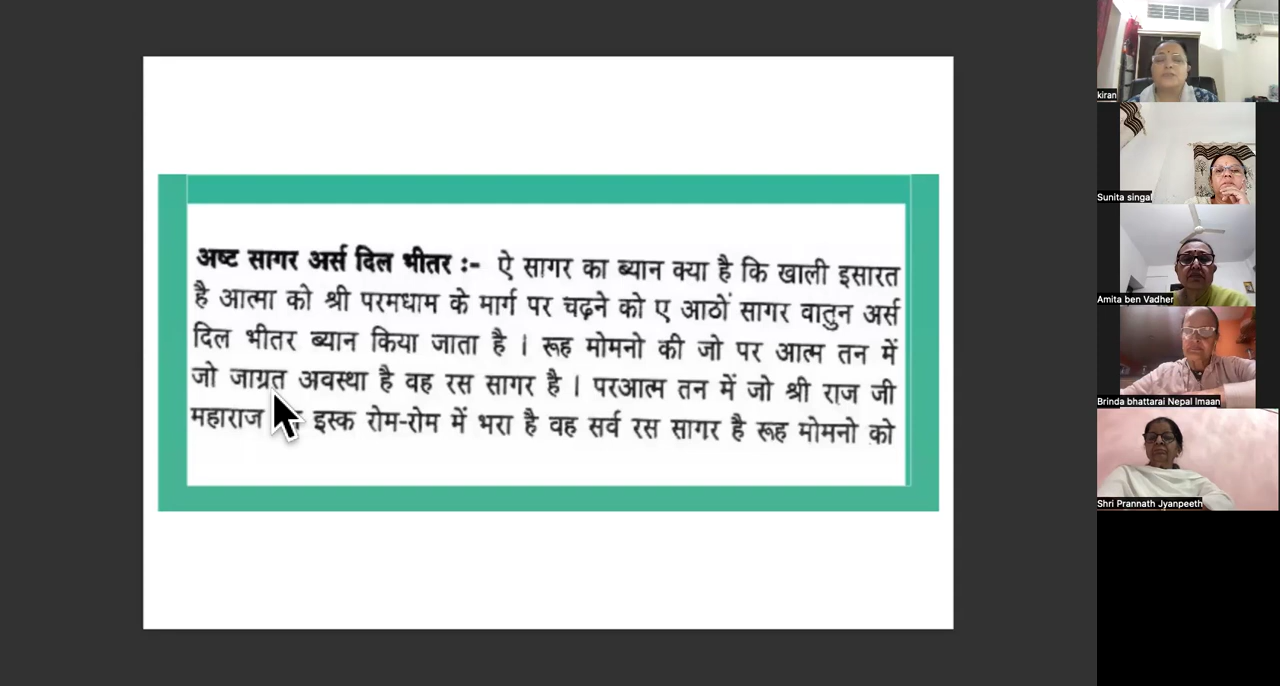 अष्ट सागर अर्स दिल भीतर :- ऐ सागर का ब्यान क्या है कि खाली इसारत
है आत्मा को श्री परमधाम के मार्ग पर चढ़ने को ए आठों सागर वातुन अर्स
दिल भीतर ब्यान किया जाता है । रूह मोमनो की जो पर आत्म तन में
जो जाग्रत अवस्था है वह रस सागर है । परआत्म तन में जो श्री राज जी
महाराज इस्क रोम-रोम में भरा है वह सर्व रस सागर है रूह मोमनो को
kiran
Sunita singal
Amita ben Vadher
Brinda bhattarai Nepal Imaan
Shri Prannath Jyanpeeth